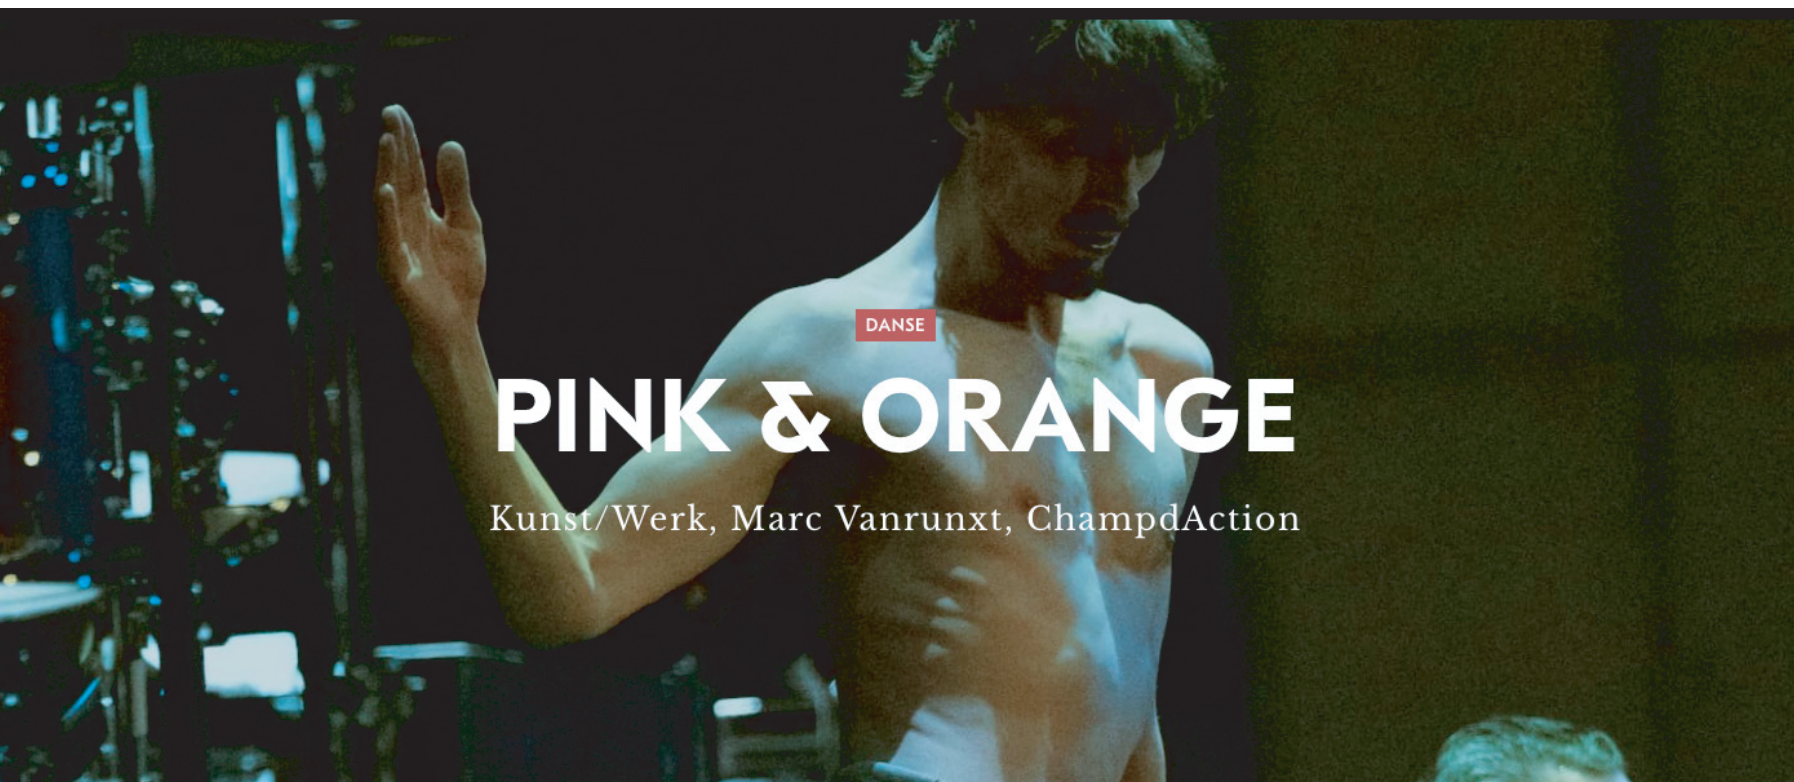 DANSE
PINK & ORANGE
Kunst/Werk, Marc Vanrunxt, ChampdAction